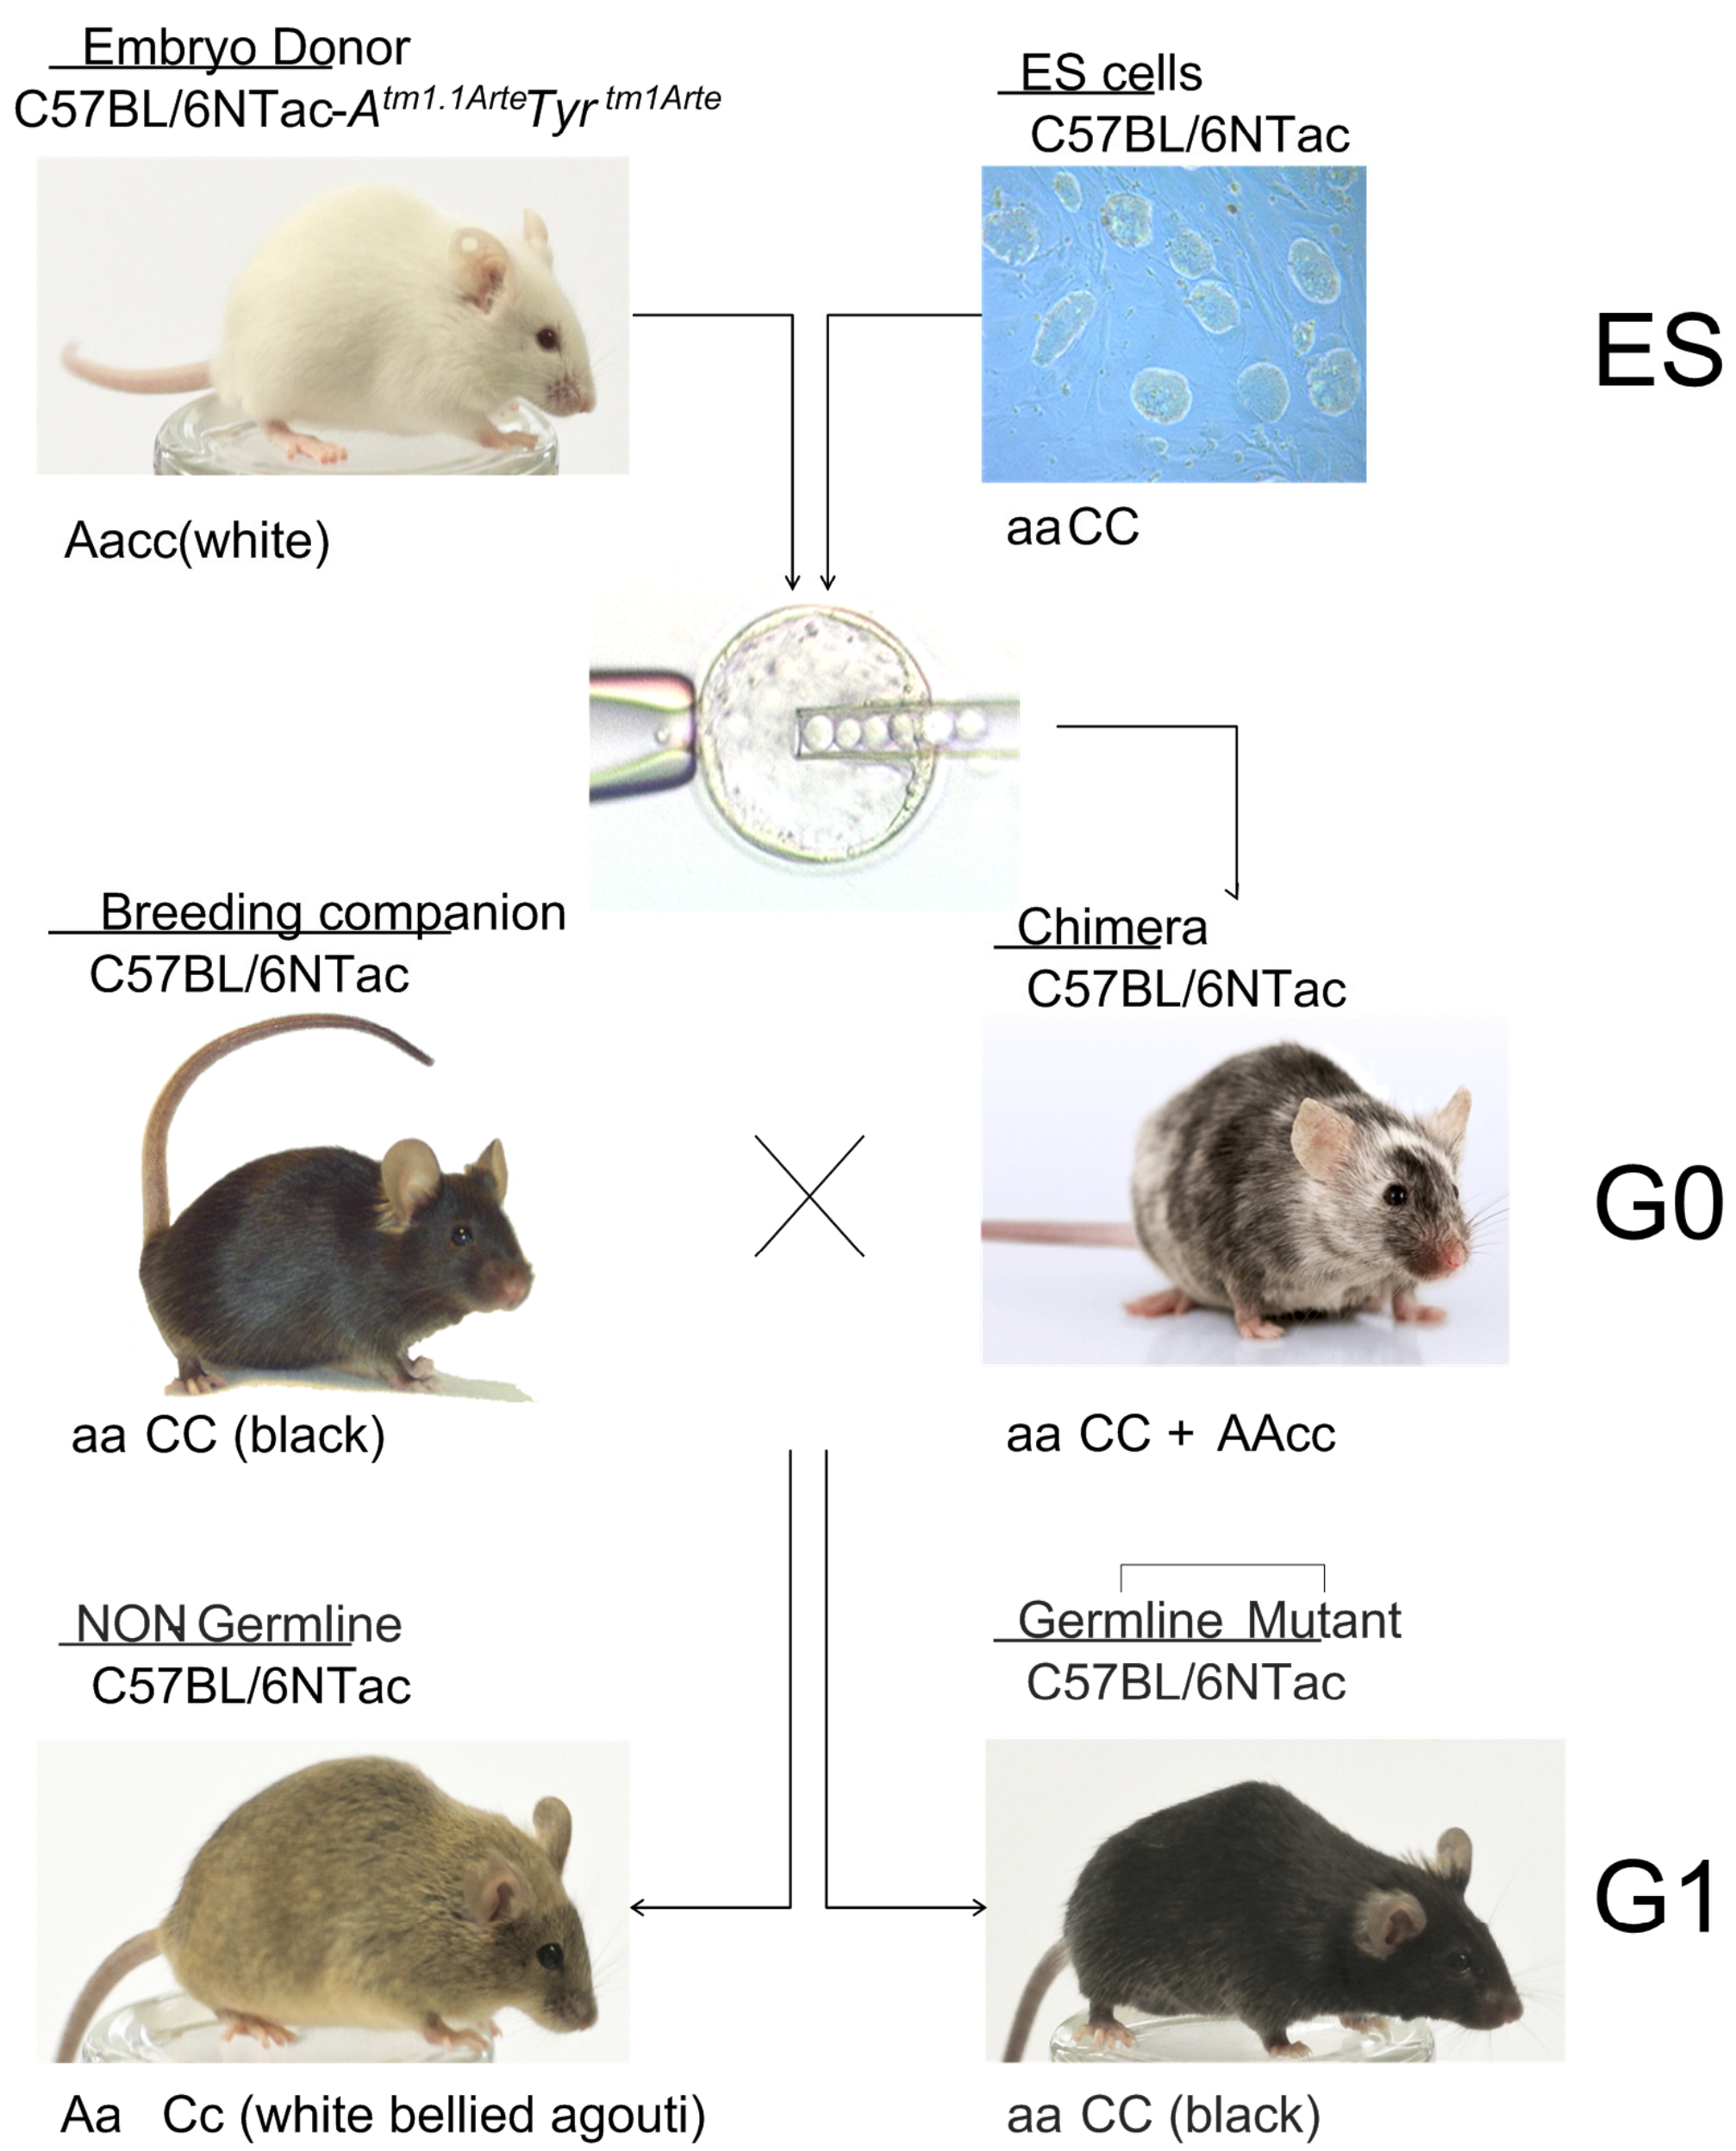 Embryo Donor
C57BL/6NTac-Atm1.1ArteTyr tm1Arte
ES cells
C57BL/6NTac
ES
Aacc(white)
aaCC
Breeding companion
C57BL/6NTac
Chimera
C57BL/6NTac
G0
aa CC (black)
aa CC + AAcc
NON-Germline
C57BL/6NTac
Germline Mutant
C57BL/6NTac
G1
Aa Cc (white bellied agouti)
aa CC (black)